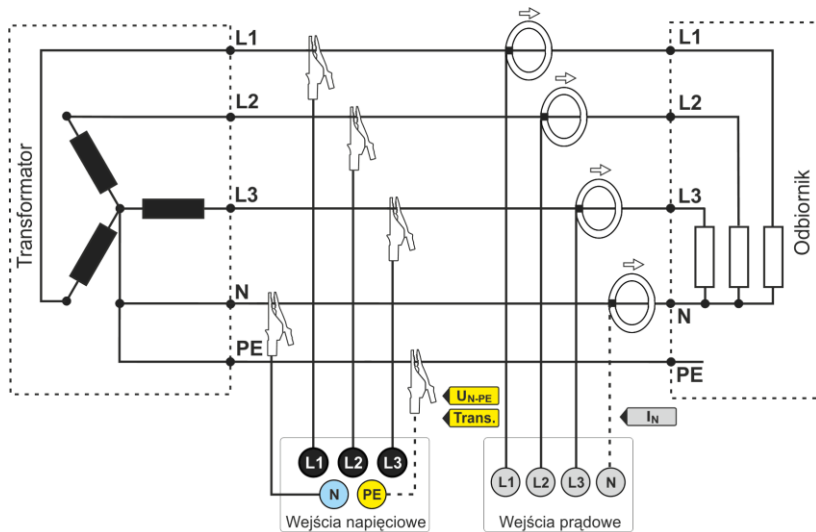 L1
L1
L2
L2
Transformator
L3
L3
Odbiornik
N
N
PE
PE
UN-PE
Trans.
IN
L1
L2
L3
N
PE
Wejścia napięciowe
L1
L2
L3
N
Wejścia prądowe